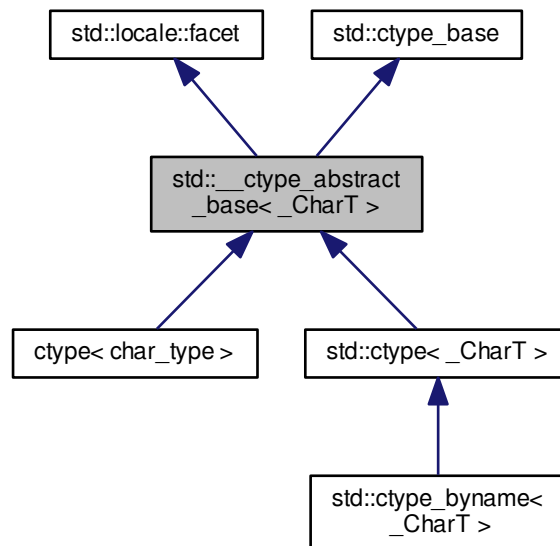 std::locale::facet
std::ctype_base
std::__ctype_abstract
_base< _CharT >
ctype< char_type >
std::ctype< _CharT >
std::ctype_byname<
_CharT >